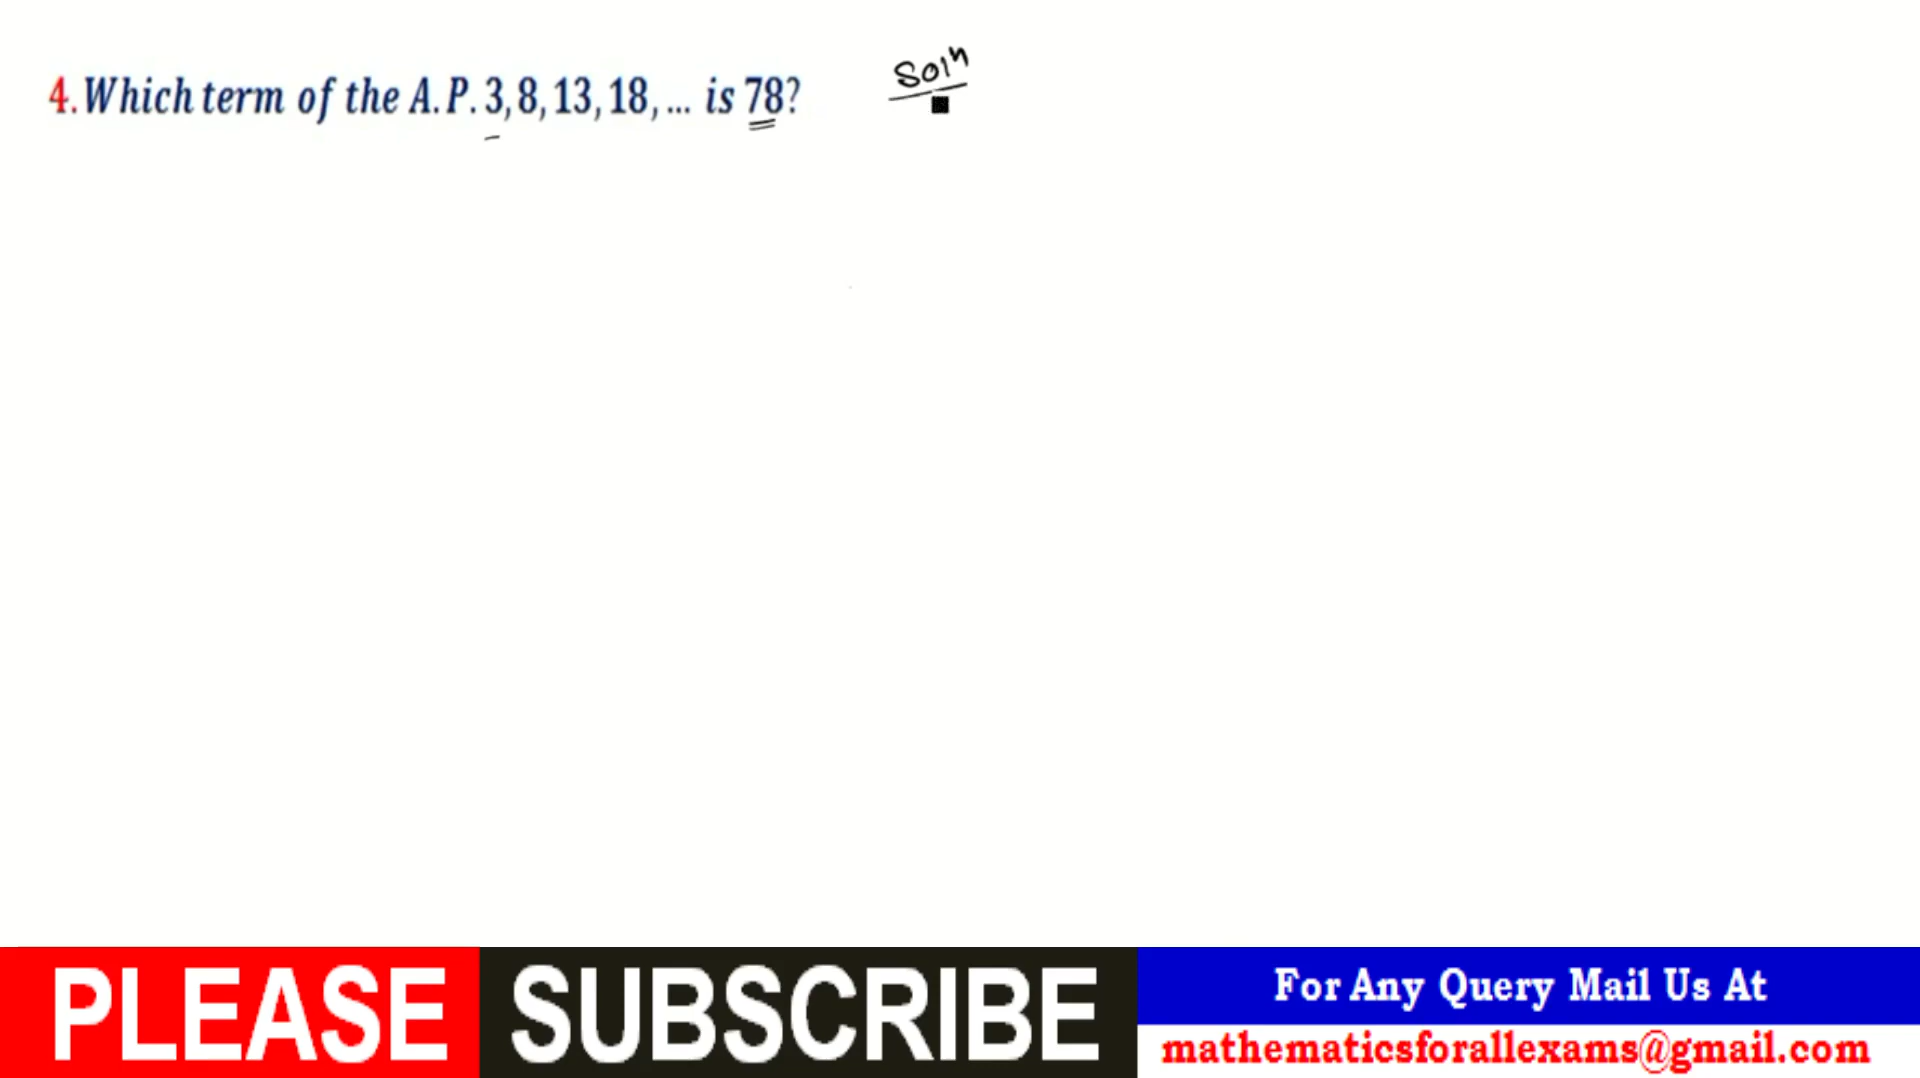 4. Which term of the A.P. 3, 8, 13, 18, ... is 78?
Soln
PLEASE SUBSCRIBE
For Any Query Mail Us At
mathematicsforallexams@gmail.com